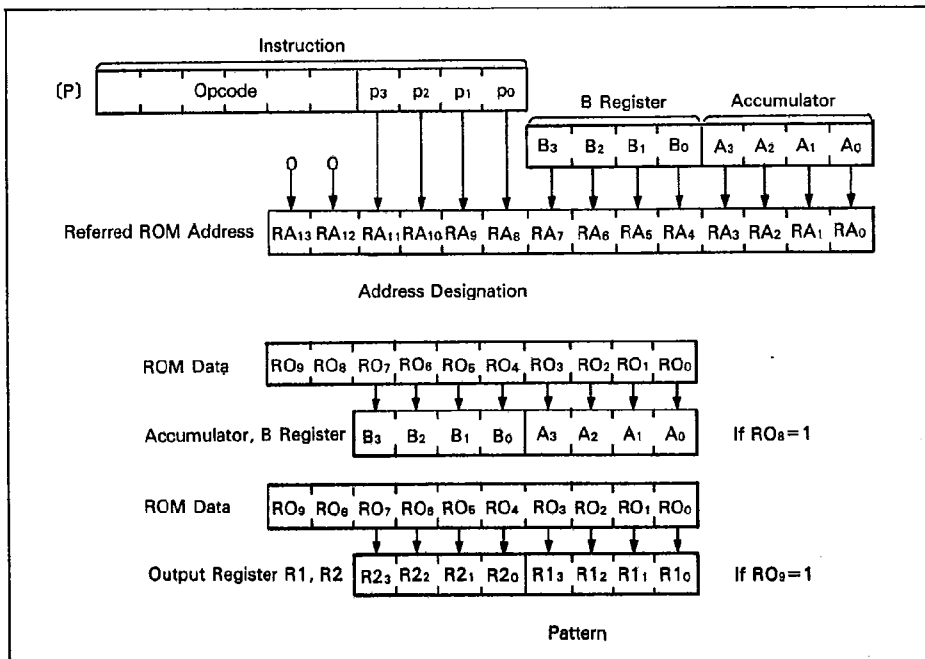 Instruction
(P) Opcode p3 p2 p1 p0
B Register Accumulator
B3 B2 B1 B0 A3 A2 A1 A0
0 0
Referred ROM Address RA13 RA12 RA11 RA10 RA9 RA8 RA7 RA6 RA5 RA4 RA3 RA2 RA1 RA0
Address Designation
ROM Data RO9 RO8 RO7 RO6 RO5 RO4 RO3 RO2 RO1 RO0
Accumulator, B Register B3 B2 B1 B0 A3 A2 A1 A0 If RO8=1
ROM Data RO9 RO8 RO7 RO6 RO5 RO4 RO3 RO2 RO1 RO0
Output Register R1, R2 R23 R22 R21 R20 R13 R12 R11 R10 If RO9=1
Pattern